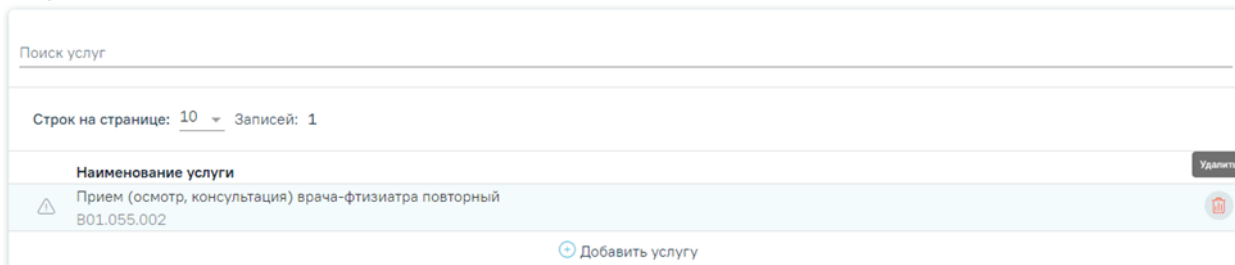 Поиск услуг
Строк на странице: 10 Записей: 1
Наименование услуги
Удалить
Прием (осмотр, консультация) врача-фтизиатра повторный
B01.055.002
Добавить услугу